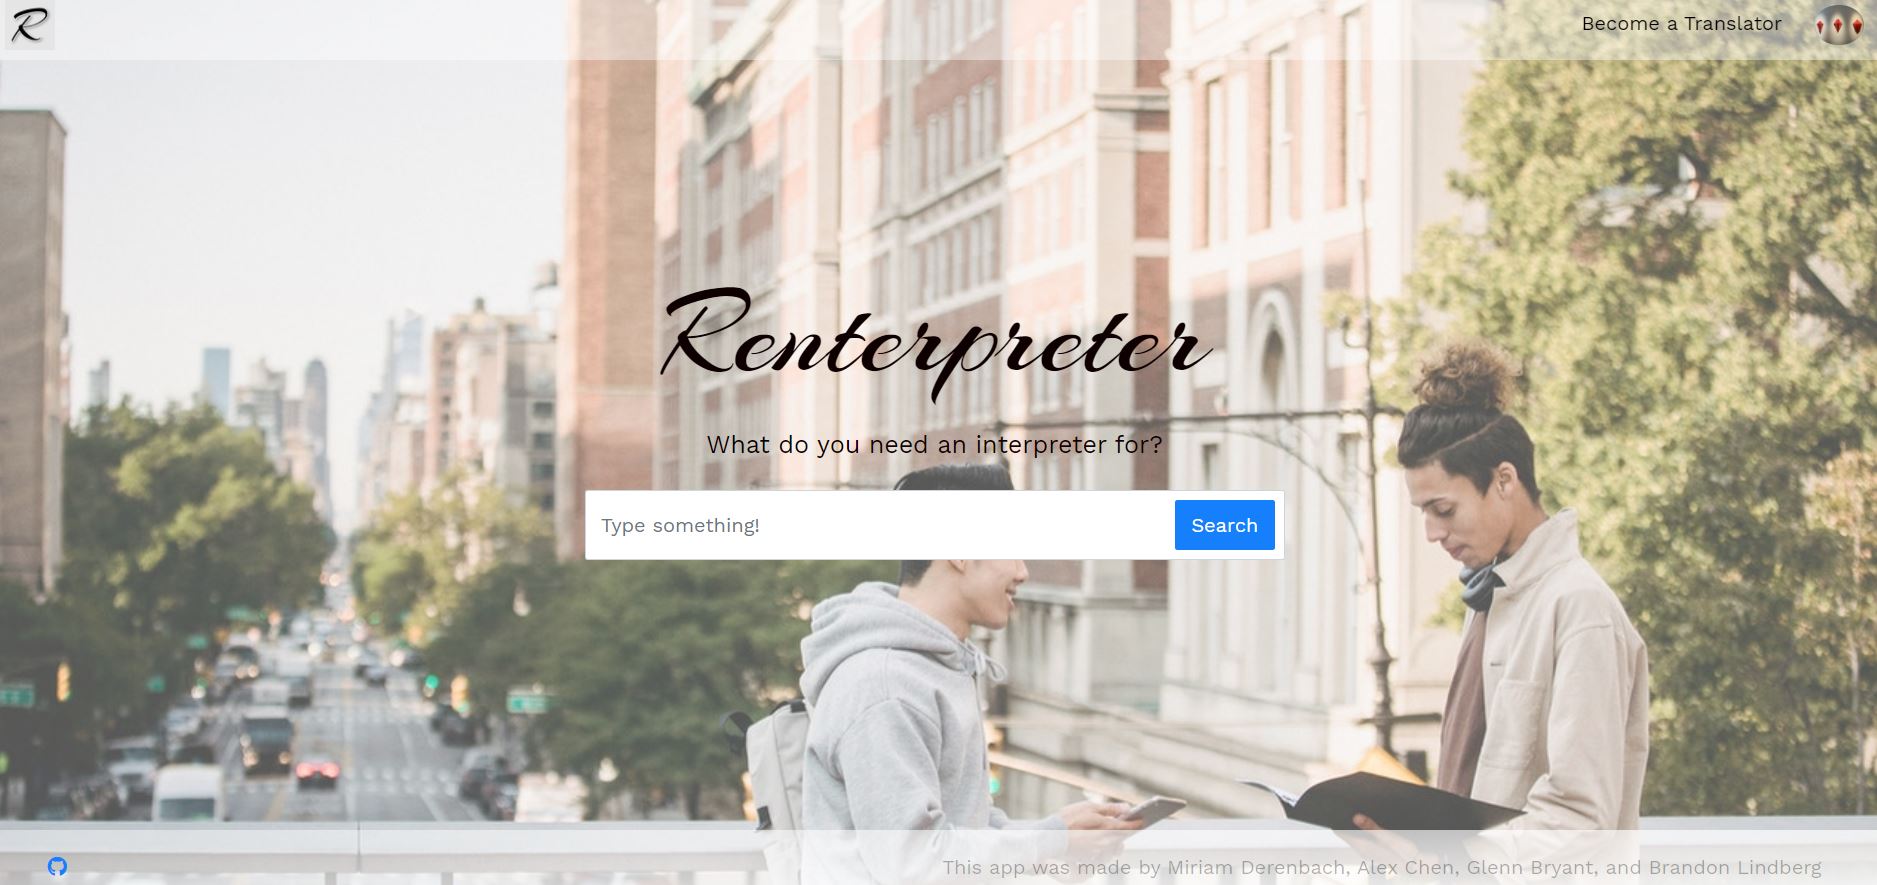 R
Become a Translator
Renterpreter
What do you need an interpreter for?
Type something!
Search
This app was made by Miriam Derenbach, Alex Chen, Glenn Bryant, and Brandon Lindberg